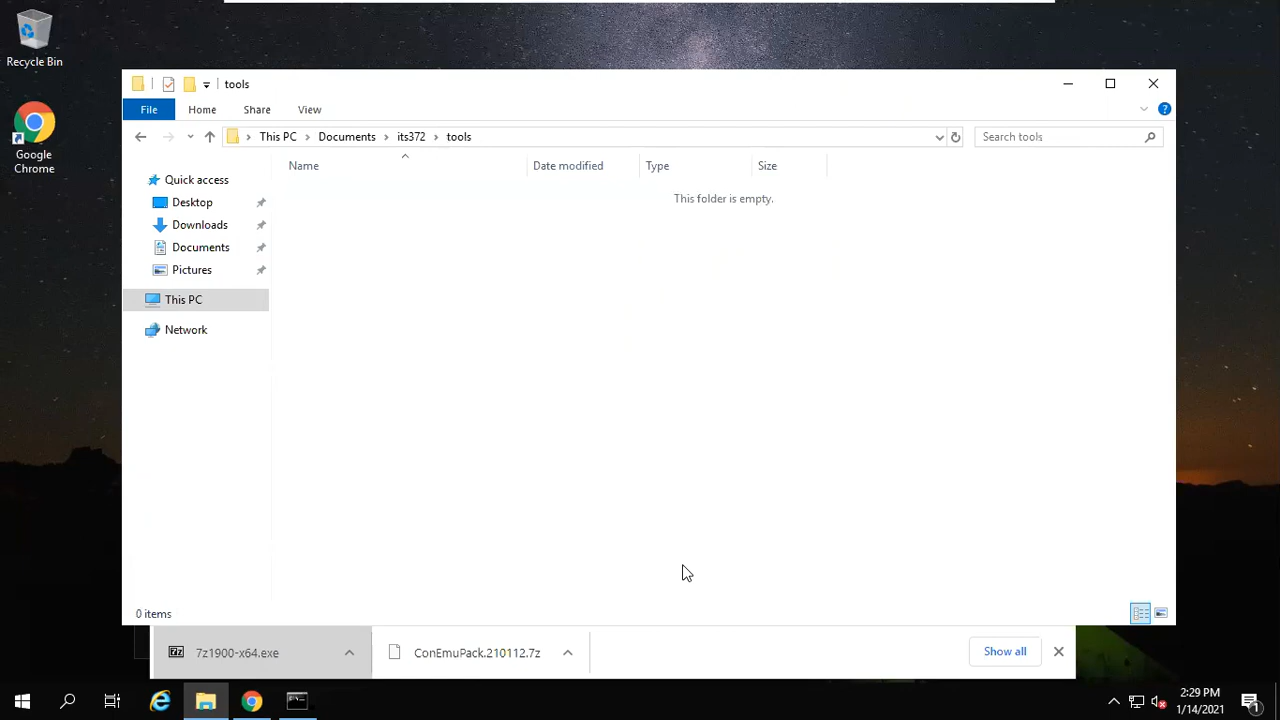 Recycle Bin
Google
Chrome
tools
File Home Share View
This PC Documents its372 tools
Search tools
Name Date modified Type Size
This folder is empty.
Quick access
Desktop
Downloads
Documents
Pictures
This PC
Network
0 items
7z1900-x64.exe
ConEmuPack.210112.7z
Show all
2:29 PM
1/14/2021
1